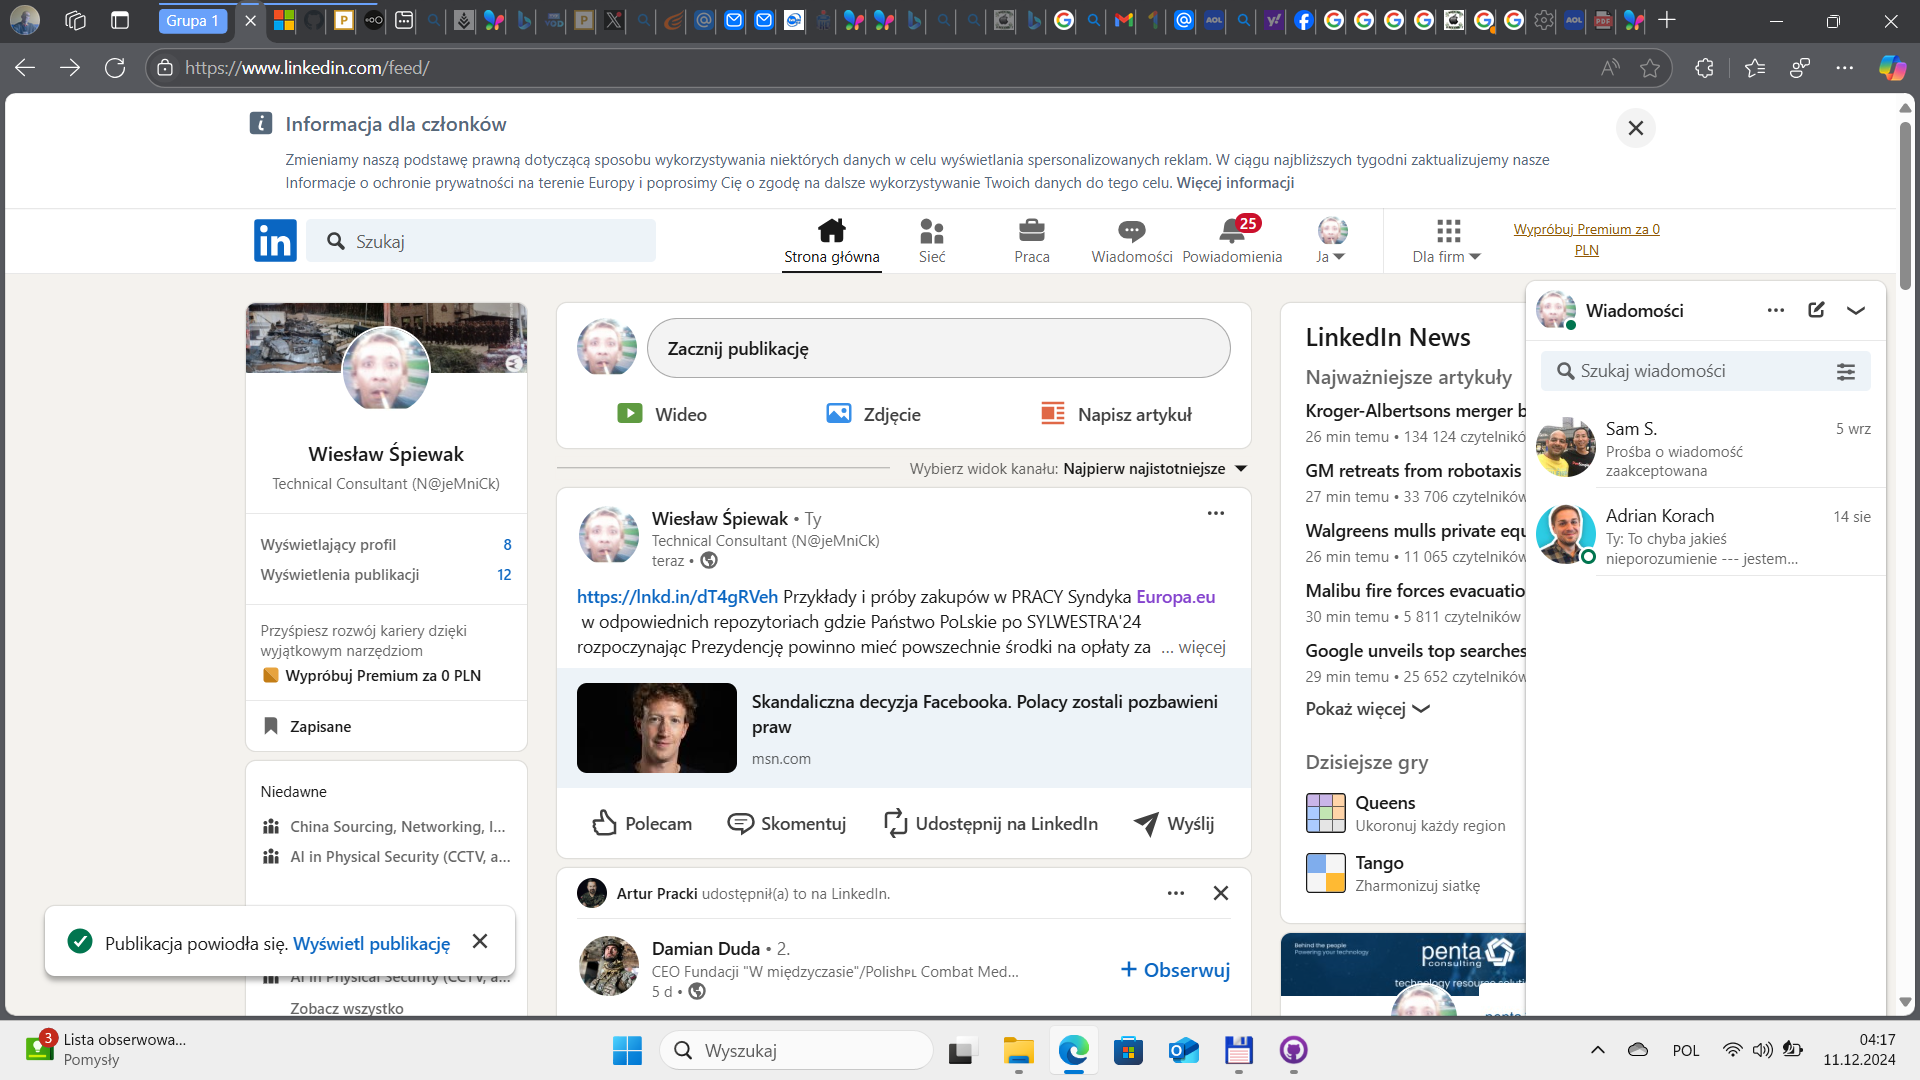 Grupa 1
https://www.linkedin.com/feed/
Informacja dla członków
Zmieniamy naszą podstawę prawną dotyczącą sposobu wykorzystywania niektórych danych w celu wyświetlania spersonalizowanych reklam. W ciągu najbliższych tygodni zaktualizujemy nasze
Informacje o ochronie prywatności na terenie Europy i poprosimy Cię o zgodę na dalsze wykorzystywanie Twoich danych do tego celu. Więcej informacji
in
Szukaj
Strona główna
Sieć
Praca
Wiadomości
25
Powiadomienia
Ja
Dla firm
Wypróbuj Premium za 0
PLN
Wiesław Śpiewak
Technical Consultant (N@jeMniCk)
Wyświetlający profil 8
Wyświetlenia publikacji 12
Przyśpiesz rozwój kariery dzięki
wyjątkowym narzędziom
Wypróbuj Premium za 0 PLN
Zapisane
Niedawne
China Sourcing, Networking, I...
AI in Physical Security (CCTV, a...
AI in Physical Security (CCTV, a...
Zobacz wszystko
Publikacja powiodła się. Wyświetl publikację
Zacznij publikację
Wideo
Zdjęcie
Napisz artykuł
Wybierz widok kanału: Najpierw najistotniejsze
Wiesław Śpiewak • Ty
Technical Consultant (N@jeMniCk)
teraz •
https://lnkd.in/dT4gRVeh Przykłady i próby zakupów w PRACY Syndyka Europa.eu
w odpowiednich repozytoriach gdzie Państwo PoLskie po SYLWESTRA'24
rozpoczynając Prezydencję powinno mieć powszechnie środki na opłaty za ... więcej
Skandaliczna decyzja Facebooka. Polacy zostali pozbawieni
praw
msn.com
Polecam
Skomentuj
Udostępnij na LinkedIn
Wyślij
Artur Pracki udostępnił(a) to na LinkedIn.
Damian Duda • 2.
CEO Fundacji "W międzyczasie"/Polishᴘʟ Combat Med...
5 d •
+ Obserwuj
LinkedIn News
Najważniejsze artykuły
Kroger-Albertsons merger b
26 min temu • 134 124 czytelnikó
GM retreats from robotaxis
27 min temu • 33 706 czytelników
Walgreens mulls private equ
26 min temu • 11 065 czytelników
Malibu fire forces evacuatio
30 min temu • 5 811 czytelników
Google unveils top searches
29 min temu • 25 652 czytelników
Pokaż więcej
Dzisiejsze gry
Queens
Ukoronuj każdy region
Tango
Zharmonizuj siatkę
Behind the people
Powering your technology
penta
consulting
technology resource soluti
Wiadomości
Szukaj wiadomości
Sam S. 5 wrz
Prośba o wiadomość
zaakceptowana
Adrian Korach 14 sie
Ty: To chyba jakieś
nieporozumienie --- jestem...
3
Lista obserwowa...
Pomysły
Wyszukaj
POL
04:17
11.12.2024